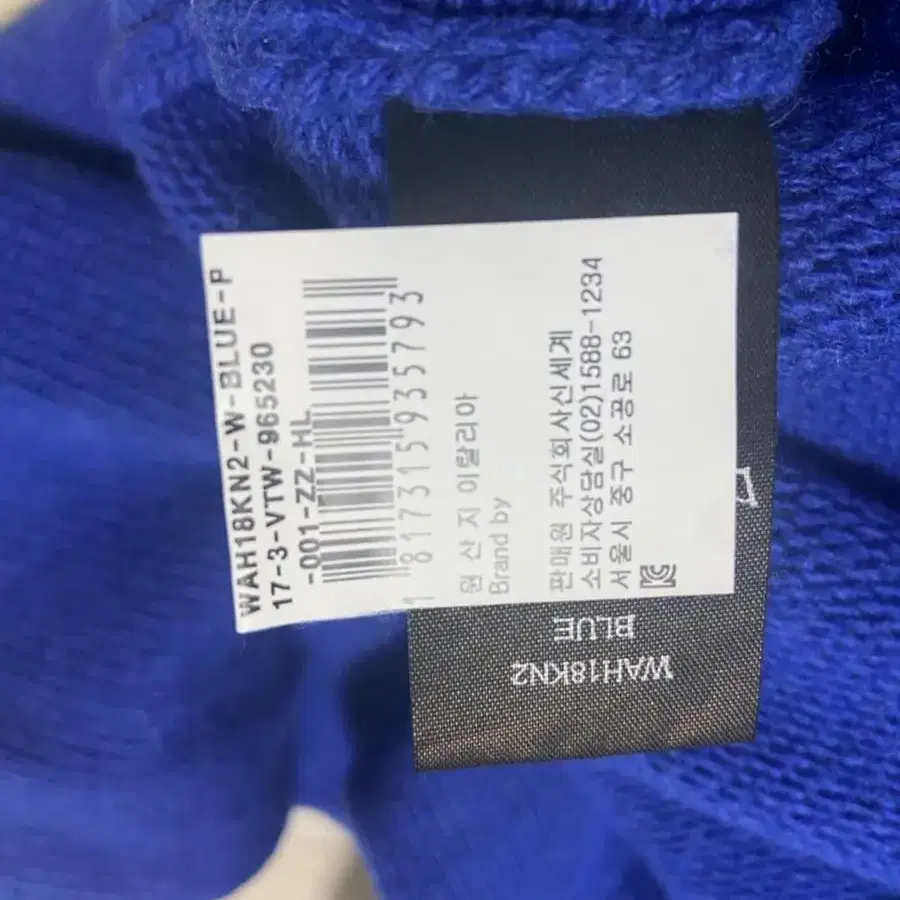 WAH18KN2-W-BLUE-P
17-3-VTW-965230
-001-ZZ-HL
1817315935793
원 산 지 이탈리아
Brand by
판매원 주식회사신세계
소비자상담실(02)1588-1234
서울시 중구 소공로 63
WAH18KN2
BLUE